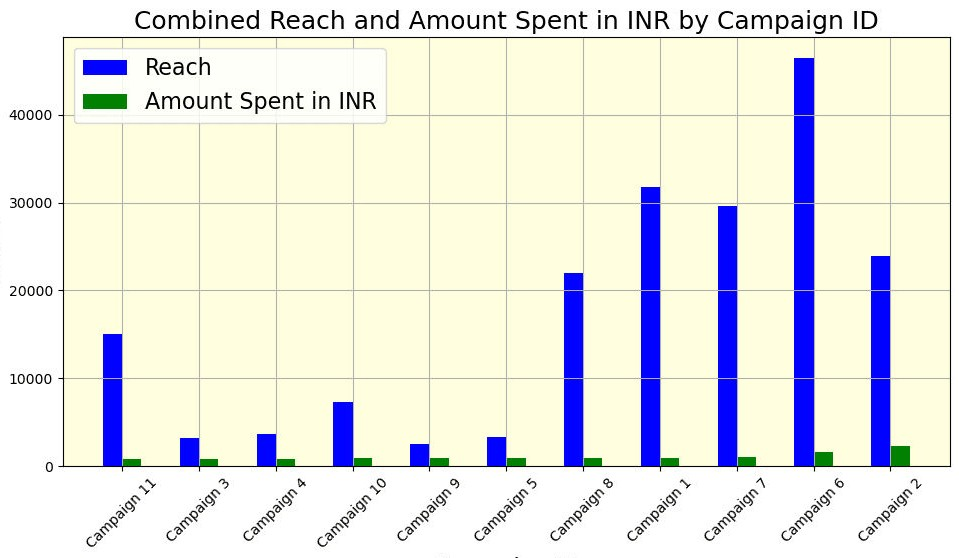 Combined Reach and Amount Spent in INR by Campaign ID
Reach
Amount Spent in INR
40000
30000
20000
10000
0
Campaign 11
Campaign 3
Campaign 4
Campaign 10
Campaign 9
Campaign 5
Campaign 8
Campaign 1
Campaign 7
Campaign 6
Campaign 2